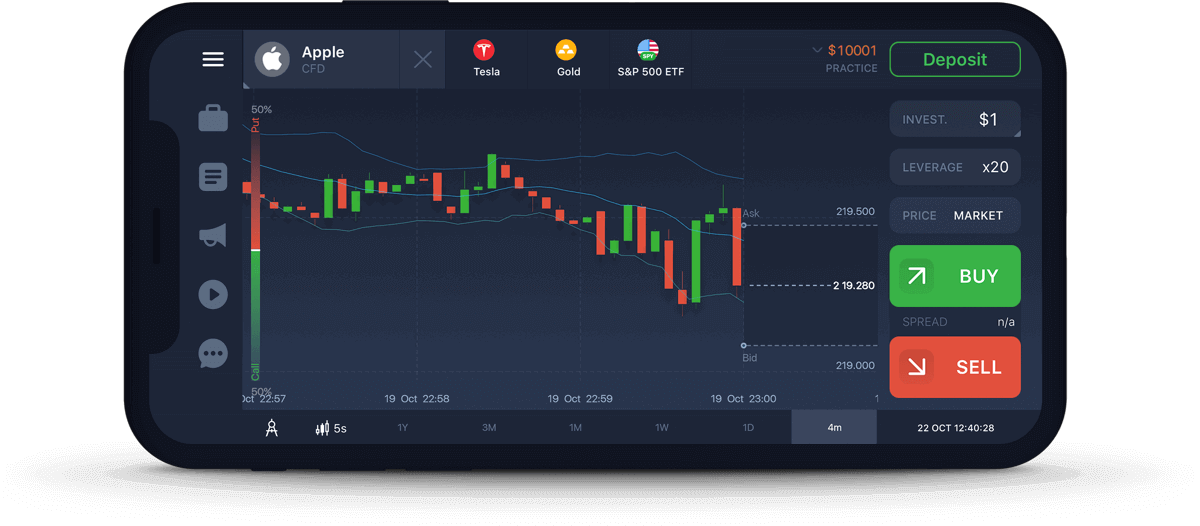 Apple
CFD
Tesla
Gold
S&P 500 ETF
SPY
$10001
PRACTICE
Deposit
50%
Put
Call
50%
INVEST. $1
LEVERAGE x20
PRICE MARKET
BUY
SPREAD n/a
SELL
Ask
219.500
2 19.280
Bid
219.000
Oct 22:57
19 Oct 22:58
19 Oct 22:59
19 Oct 23:00
1
5s
1Y
3M
1M
1W
1D
4m
22 OCT 12:40:28